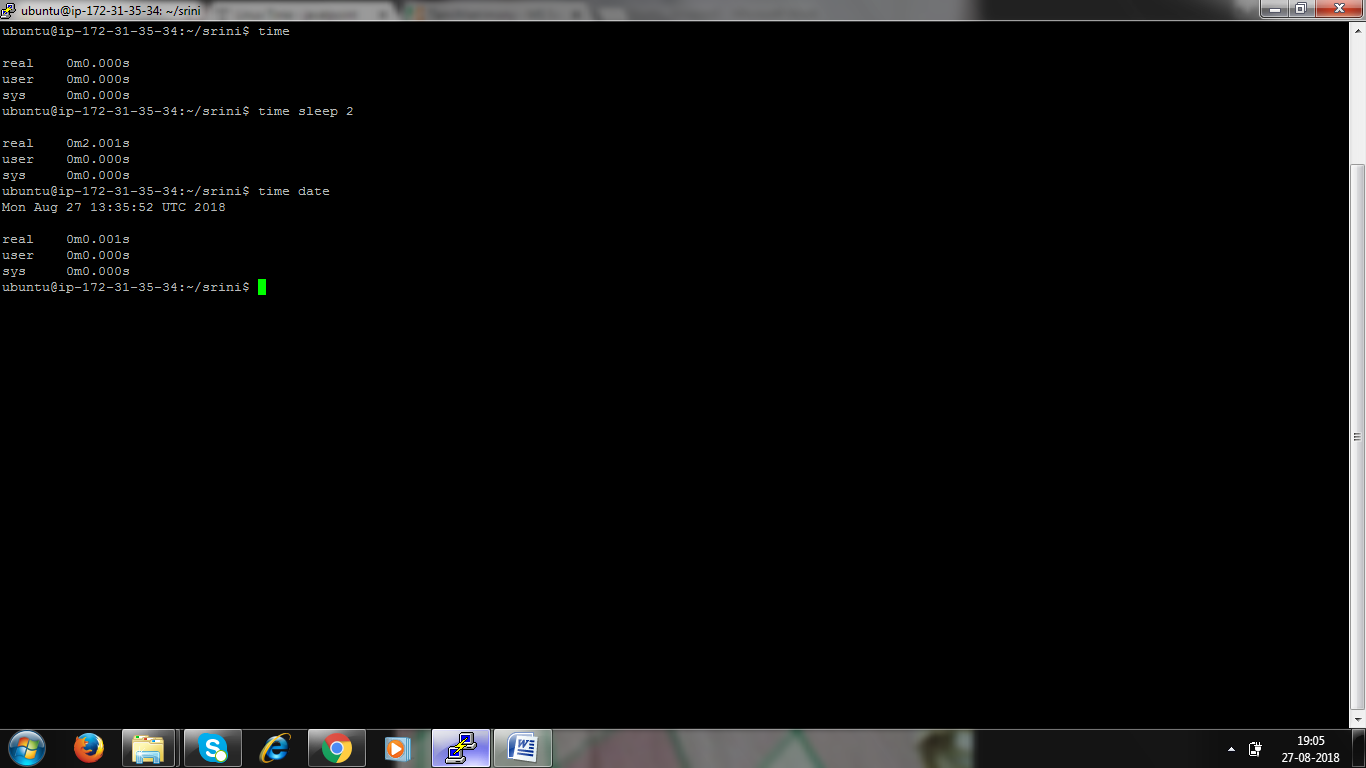 ubuntu@ip-172-31-35-34: ~/srini
ubuntu@ip-172-31-35-34:~/srini$ time
real 0m0.000s
user 0m0.000s
sys 0m0.000s
ubuntu@ip-172-31-35-34:~/srini$ time sleep 2
real 0m2.001s
user 0m0.000s
sys 0m0.000s
ubuntu@ip-172-31-35-34:~/srini$ time date
Mon Aug 27 13:35:52 UTC 2018
real 0m0.001s
user 0m0.000s
sys 0m0.000s
ubuntu@ip-172-31-35-34:~/srini$
19:05
27-08-2018